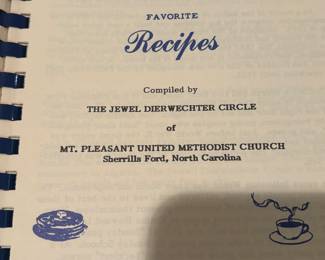 FAVORITE
Recipes
Compiled by
THE JEWEL DIERWECHTER CIRCLE
of
MT. PLEASANT UNITED METHODIST CHURCH
Sherrills Ford, North Carolina